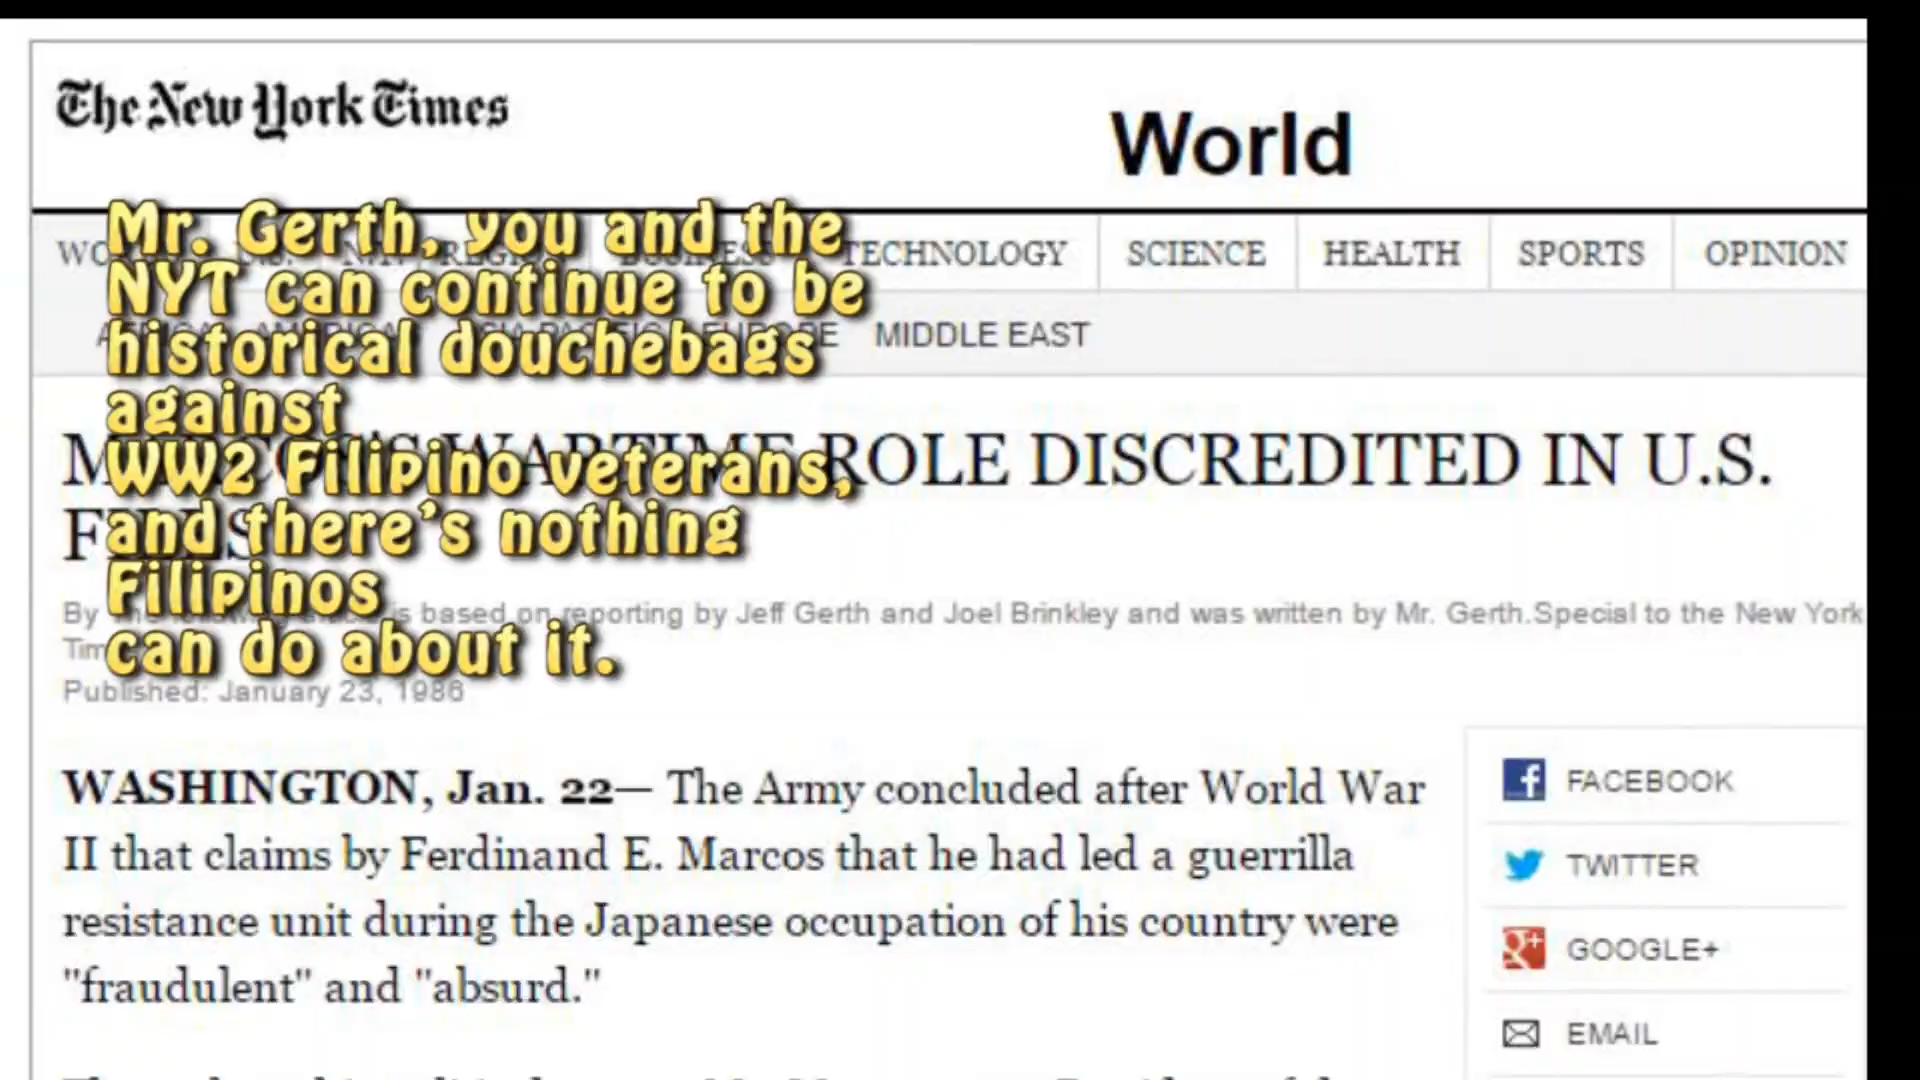 The New York Times
World
Mr. Gerth, you and the
NYT can continue to be
historical douchebags
against
WW2 Filipino veterans,
and there's nothing
Filipinos
can do about it.
TECHNOLOGY SCIENCE HEALTH SPORTS OPINION
MIDDLE EAST
WARTIME ROLE DISCREDITED IN U.S.
By is based on reporting by Jeff Gerth and Joel Brinkley and was written by Mr. Gerth.Special to the New York
Published: January 23, 1986
WASHINGTON, Jan. 22— The Army concluded after World War
II that claims by Ferdinand E. Marcos that he had led a guerrilla
resistance unit during the Japanese occupation of his country were
"fraudulent" and "absurd."
FACEBOOK
TWITTER
GOOGLE+
EMAIL